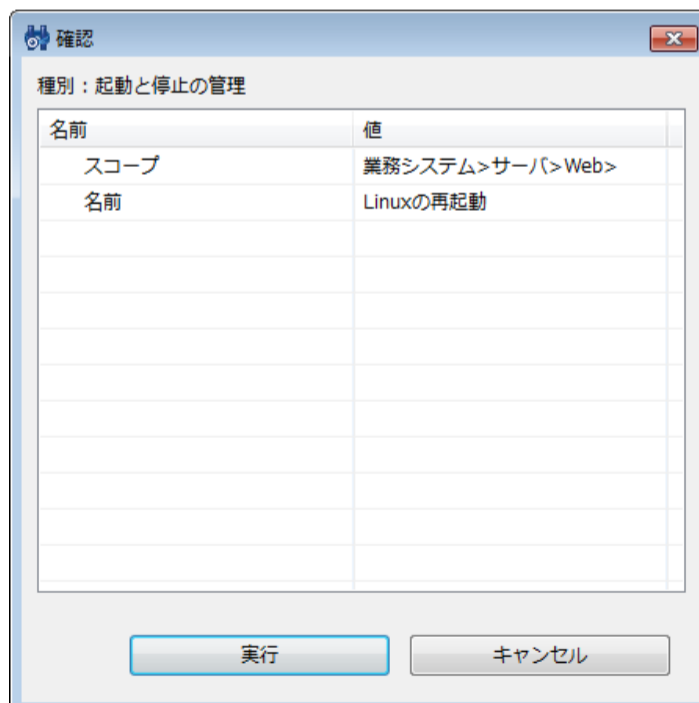 確認
種別：起動と停止の管理
名前 値
スコープ 業務システム>サーバ>Web>
名前 Linuxの再起動
実行 キャンセル